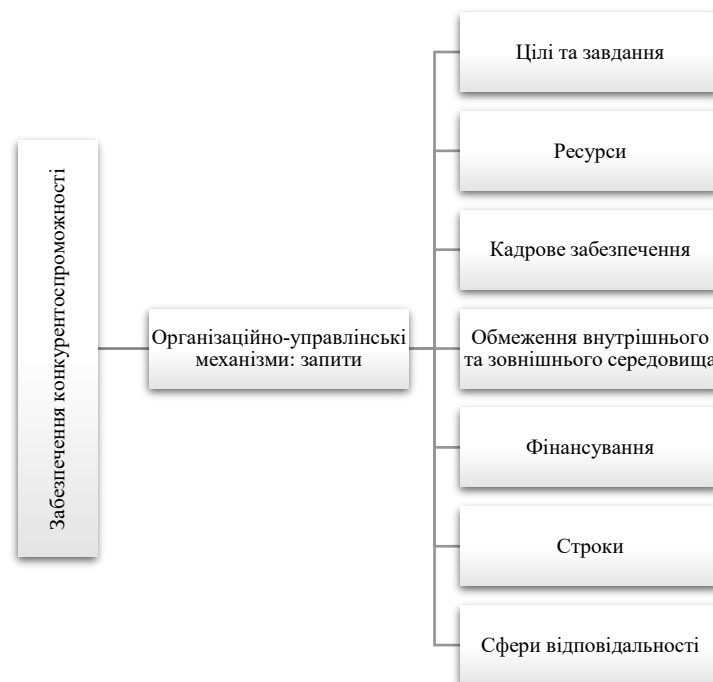 Забезпечення конкурентоспроможності
Організаційно-управлінські
механізми: запити
Цілі та завдання
Ресурси
Кадрове забезпечення
Обмеження внутрішнього
та зовнішнього середовища
Фінансування
Строки
Сфери відповідальності